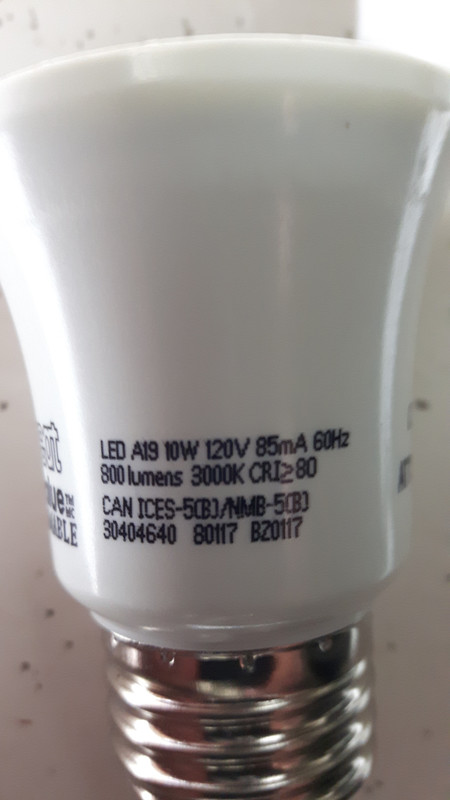 LED A19 10W 120V 85mA 60Hz
800 lumens 3000K CRI≥80
CAN ICES-5(B)/NMB-5(B)
30404640 80117 BZ0117